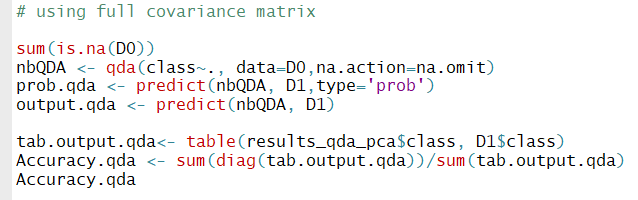 # using full covariance matrix
sum(is.na(D0))
nbQDA <- qda(class~., data=D0,na.action=na.omit)
prob.qda <- predict(nbQDA, D1,type='prob')
output.qda <- predict(nbQDA, D1)
tab.output.qda<- table(results_qda_pca$class, D1$class)
Accuracy.qda <- sum(diag(tab.output.qda))/sum(tab.output.qda)
Accuracy.qda